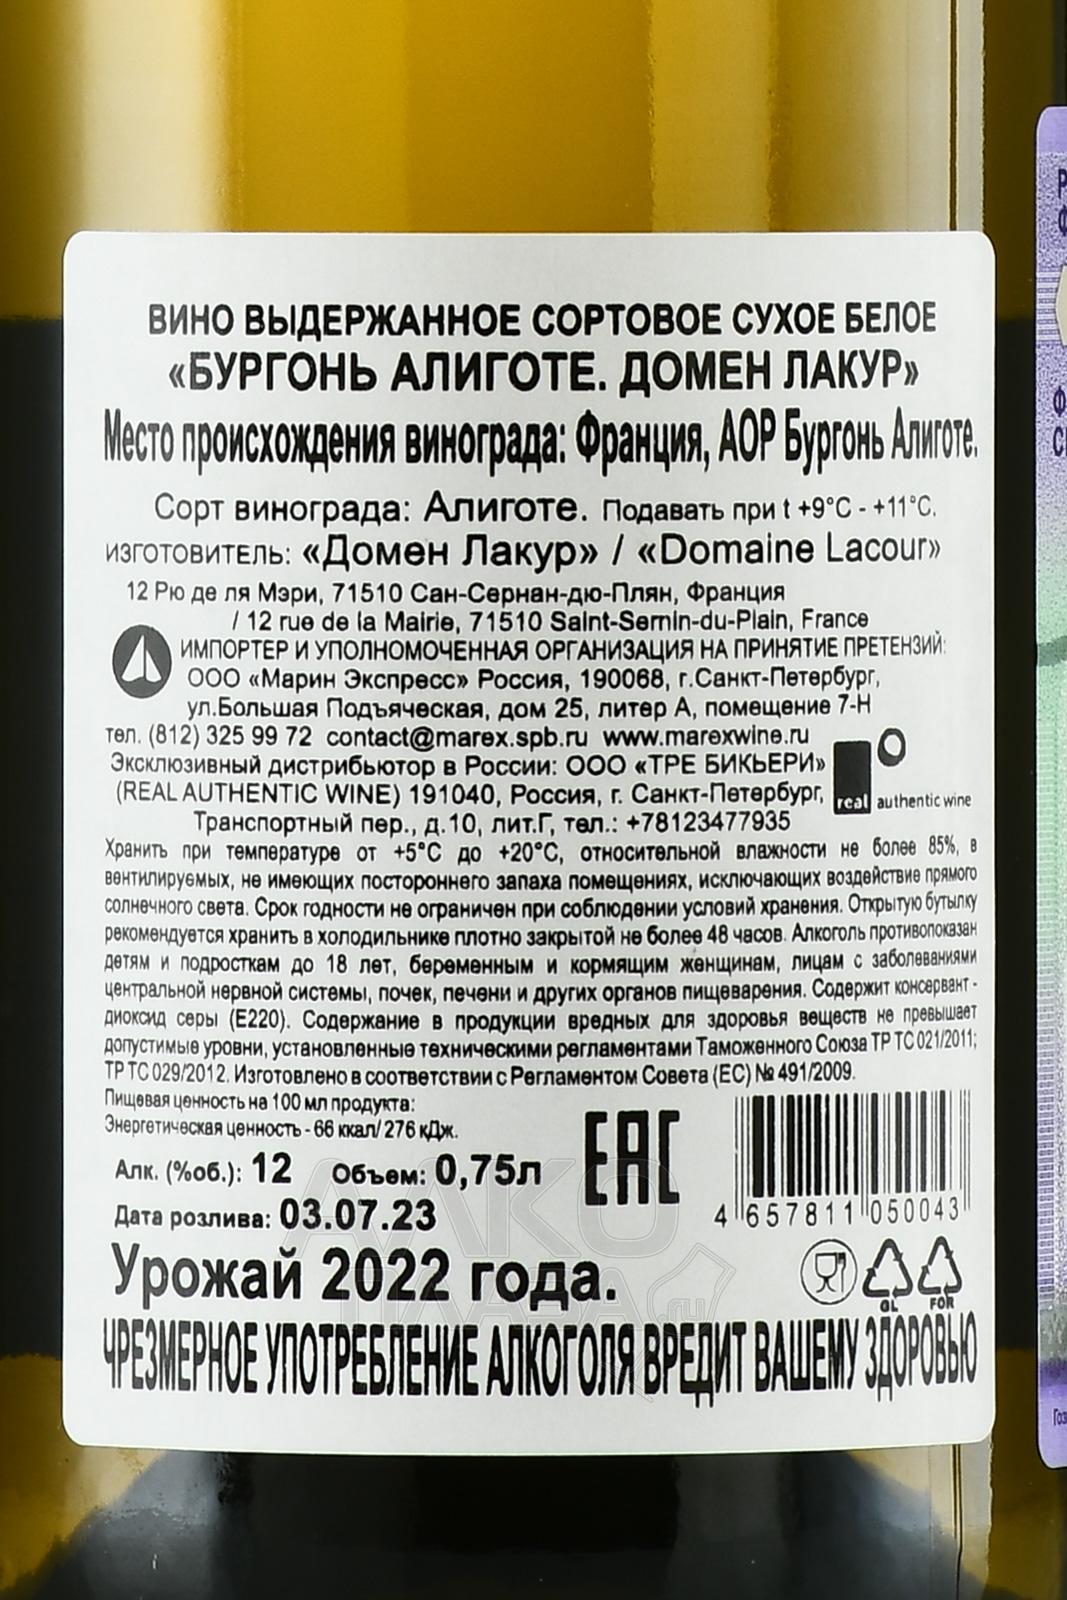 ВИНО ВЫДЕРЖАННОЕ СОРТОВОЕ СУХОЕ БЕЛОЕ
«БУРГОНЬ АЛИГОТЕ. ДОМЕН ЛАКУР»
Место происхождения винограда: Франция, АОР Бургонь Алиготе.
Сорт винограда: Алиготе. Подавать при t +9°C - +11°C.
ИЗГОТОВИТЕЛЬ: «Домен Лакур» / «Domaine Lacour»
12 Рю де ля Мэри, 71510 Сан-Сернан-дю-Плян, Франция
/ 12 rue de la Mairie, 71510 Saint-Sernin-du-Plain, France
ИМПОРТЕР И УПОЛНОМОЧЕННАЯ ОРГАНИЗАЦИЯ НА ПРИНЯТИЕ ПРЕТЕНЗИЙ:
ООО «Марин Экспресс» Россия, 190068, г.Санкт-Петербург,
ул.Большая Подъяческая, дом 25, литер А, помещение 7-Н
тел. (812) 325 99 72 contact@marex.spb.ru www.marexwine.ru
Эксклюзивный дистрибьютор в России: ООО «ТРЕ БИКЬЕРИ»
(REAL AUTHENTIC WINE) 191040, Россия, г. Санкт-Петербург,
real authentic wine
Транспортный пер., д.10, лит.Г, тел.: +78123477935
Хранить при температуре от +5°C до +20°C, относительной влажности не более 85%, в
вентилируемых, не имеющих постороннего запаха помещениях, исключающих воздействие прямого
солнечного света. Срок годности не ограничен при соблюдении условий хранения. Открытую бутылку
рекомендуется хранить в холодильнике плотно закрытой не более 48 часов. Алкоголь противопоказан
детям и подросткам до 18 лет, беременным и кормящим женщинам, лицам с заболеваниями
центральной нервной системы, почек, печени и других органов пищеварения. Содержит консервант -
диоксид серы (Е220). Содержание в продукции вредных для здоровья веществ не превышает
допустимые уровни, установленные техническими регламентами Таможенного Союза ТР ТС 021/2011;
ТР ТС 029/2012. Изготовлено в соответствии с Регламентом Совета (ЕС) № 491/2009.
Пищевая ценность на 100 мл продукта:
Энергетическая ценность - 66 ккал/ 276 кДж.
EAC
Алк. (%об.): 12 Объем: 0,75л
4 657811 050043
Дата розлива: 03.07.23
Урожай 2022 года.
GL FOR
АЛКО
ПЛАЗА.ru
ЧРЕЗМЕРНОЕ УПОТРЕБЛЕНИЕ АЛКОГОЛЯ ВРЕДИТ ВАШЕМУ ЗДОРОВЬЮ